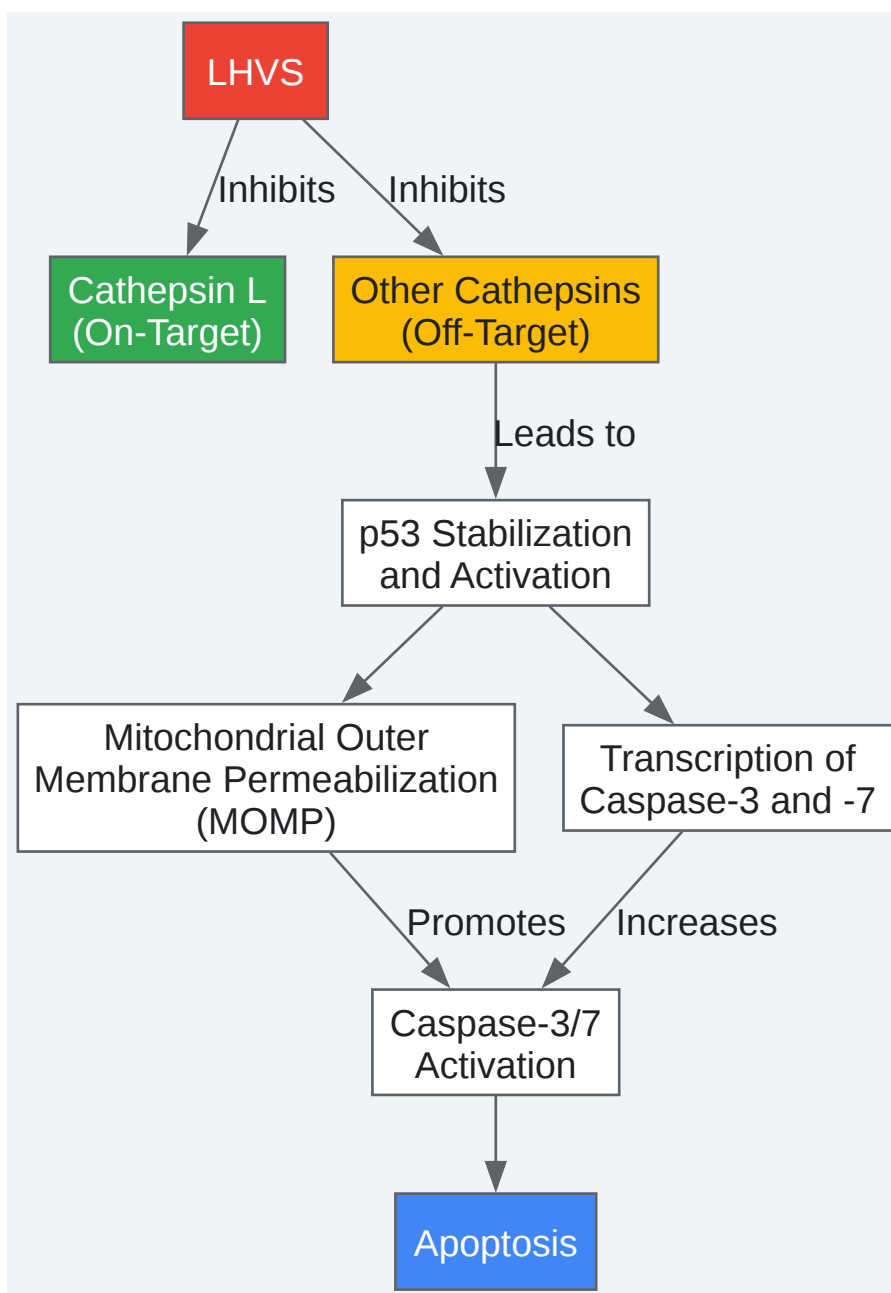 LHVS
Inhibits
Inhibits
Cathepsin L
(On-Target)
Other Cathepsins
(Off-Target)
Leads to
p53 Stabilization
and Activation
Mitochondrial Outer
Membrane Permeabilization
(MOMP)
Transcription of
Caspase-3 and -7
Promotes
Increases
Caspase-3/7
Activation
Apoptosis